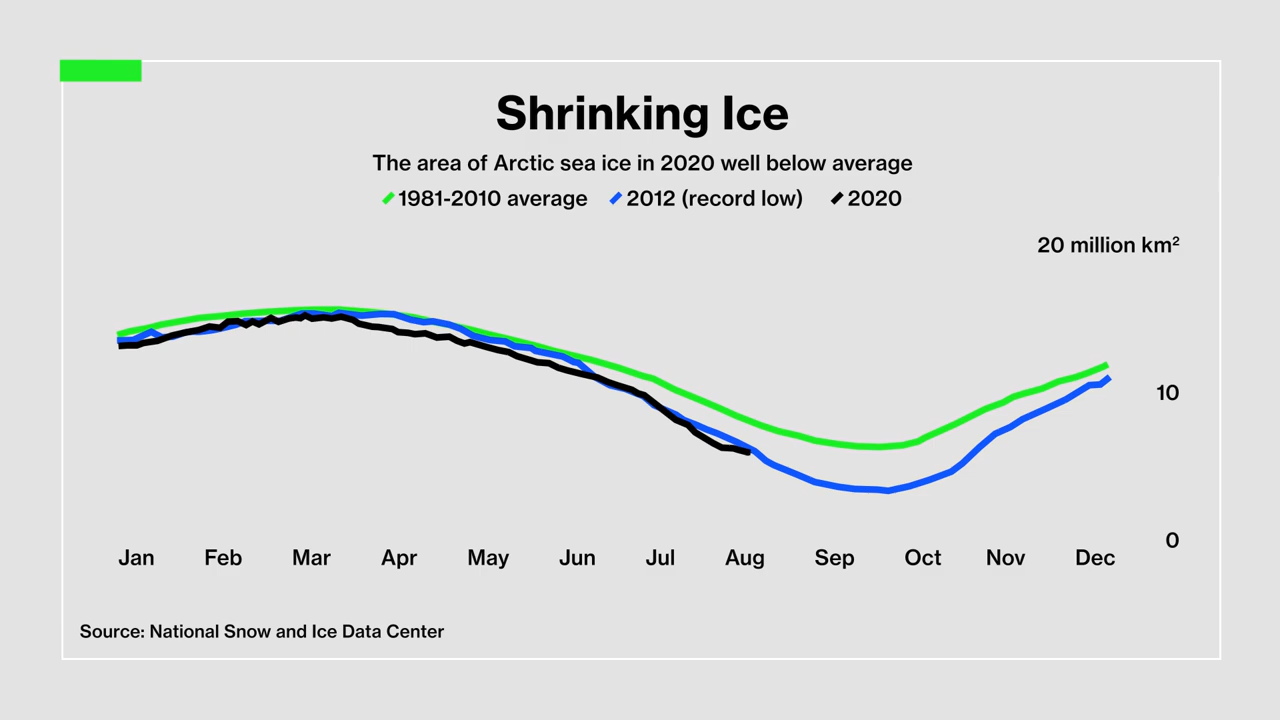 Shrinking Ice
The area of Arctic sea ice in 2020 well below average
1981-2010 average 2012 (record low) 2020
20 million km²
10
0
Jan Feb Mar Apr May Jun Jul Aug Sep Oct Nov Dec
Source: National Snow and Ice Data Center